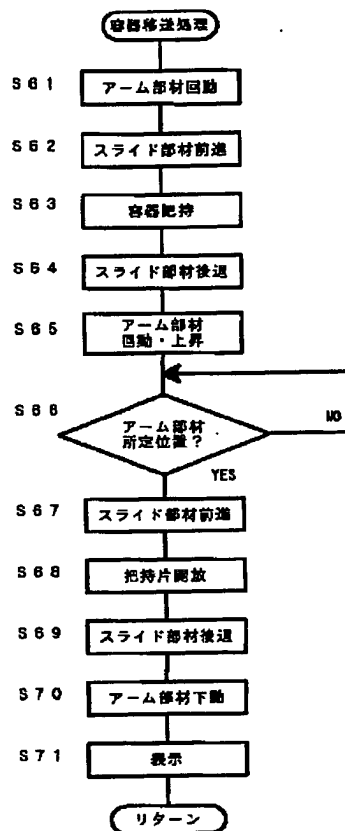 容器移送処理
S61
アーム部材回動
S62
スライド部材前進
S63
容器把持
S64
スライド部材後退
S65
アーム部材
回動・上昇
S66
アーム部材
所定位置?
NO
YES
S67
スライド部材前進
S68
把持片開放
S69
スライド部材後退
S70
アーム部材下動
S71
表示
リターン